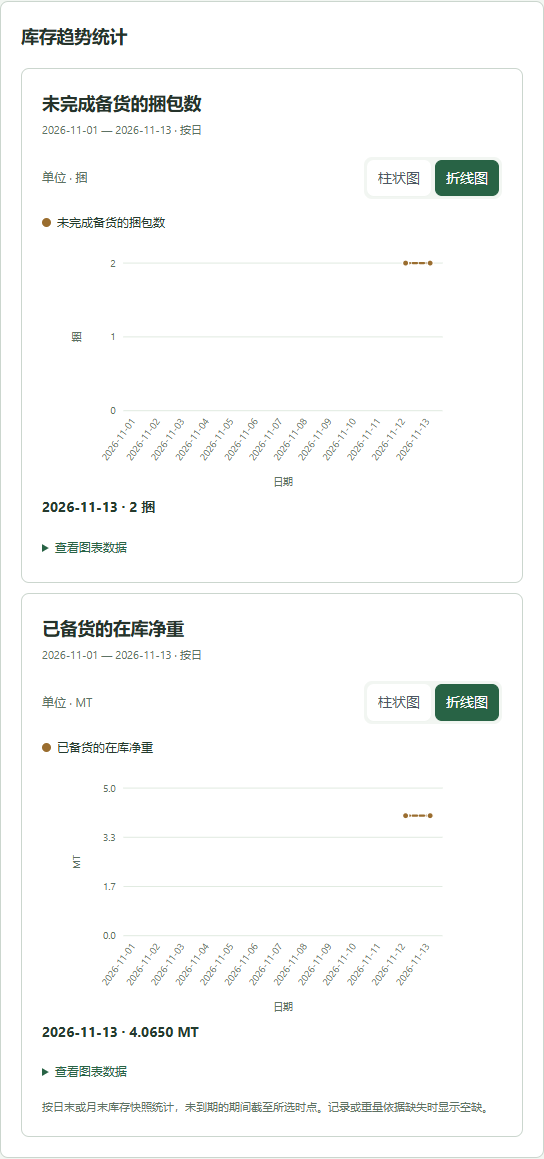 库存趋势统计
未完成备货的捆包数
2026-11-01 — 2026-11-13 · 按日
单位 · 捆
柱状图
折线图
未完成备货的捆包数
2
1
0
捆
2026-11-01
2026-11-02
2026-11-03
2026-11-04
2026-11-05
2026-11-06
2026-11-07
2026-11-08
2026-11-09
2026-11-10
2026-11-11
2026-11-12
2026-11-13
日期
2026-11-13 · 2 捆
查看图表数据
已备货的在库净重
2026-11-01 — 2026-11-13 · 按日
单位 · MT
柱状图
折线图
已备货的在库净重
5.0
3.3
1.7
0.0
MT
2026-11-01
2026-11-02
2026-11-03
2026-11-04
2026-11-05
2026-11-06
2026-11-07
2026-11-08
2026-11-09
2026-11-10
2026-11-11
2026-11-12
2026-11-13
日期
2026-11-13 · 4.0650 MT
查看图表数据
按日末或月末库存快照统计，未到期的期间截至所选时点。记录或重量依据缺失时显示空缺。